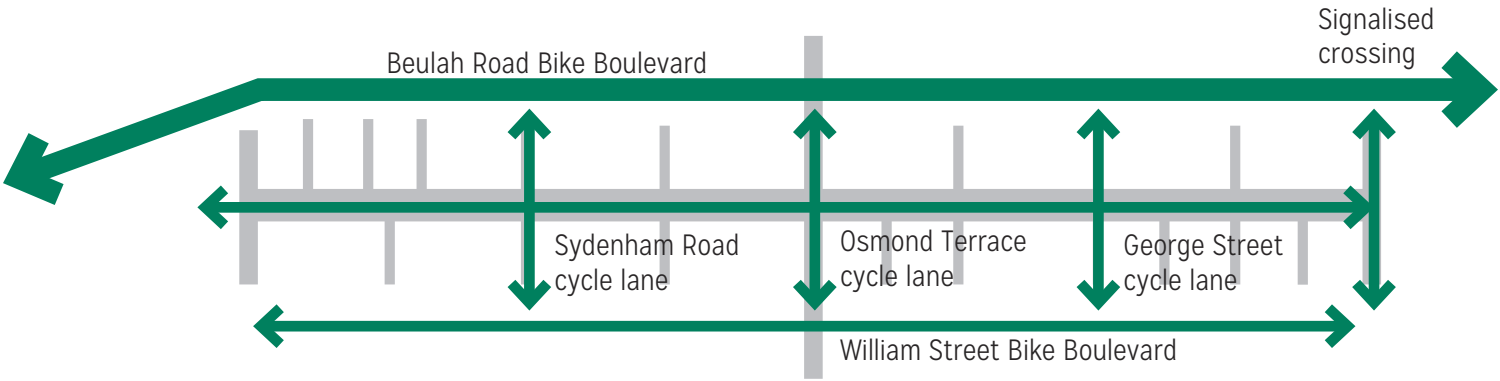 Signalised
crossing
Beulah Road Bike Boulevard
Sydenham Road
cycle lane
Osmond Terrace
cycle lane
George Street
cycle lane
William Street Bike Boulevard